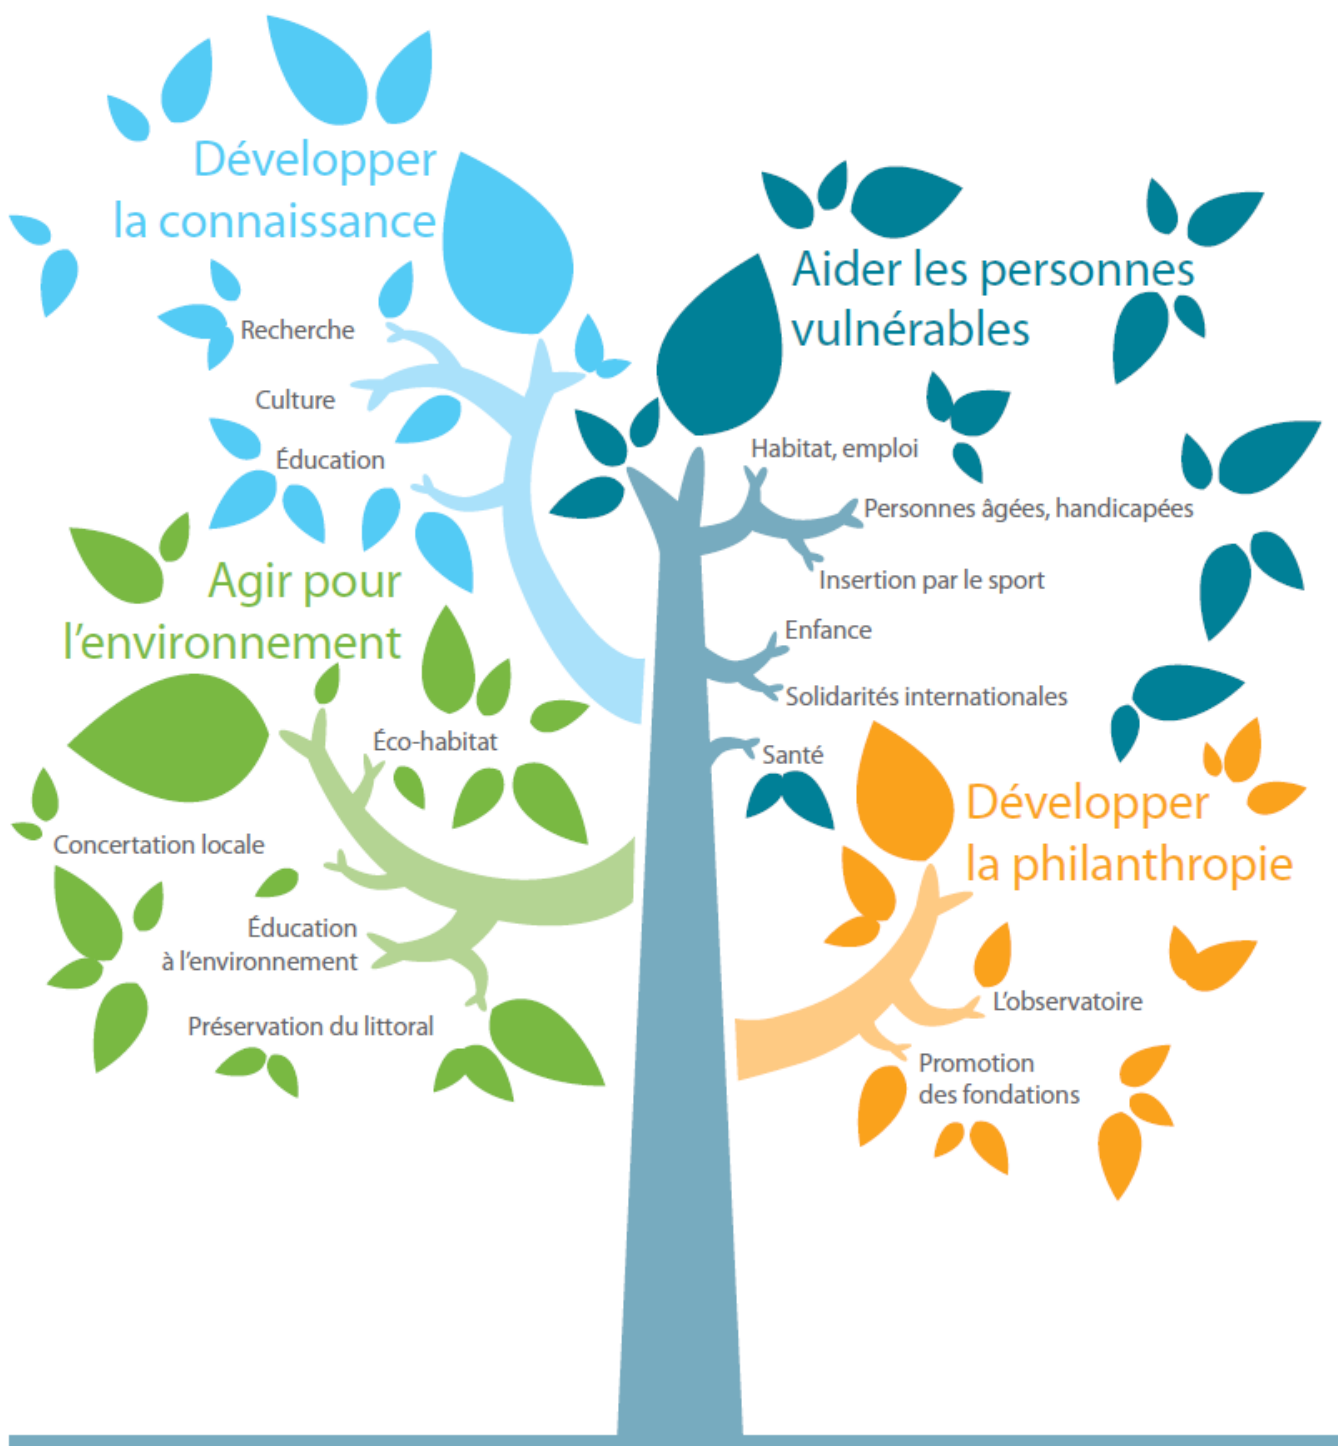 Développer
la connaissance
Recherche
Culture
Éducation
Aider les personnes
vulnérables
Habitat, emploi
Personnes âgées, handicapées
Insertion par le sport
Enfance
Solidarités internationales
Santé
Agir pour
l’environnement
Éco-habitat
Concertation locale
Éducation
à l’environnement
Préservation du littoral
Développer
la philanthropie
L’observatoire
Promotion
des fondations